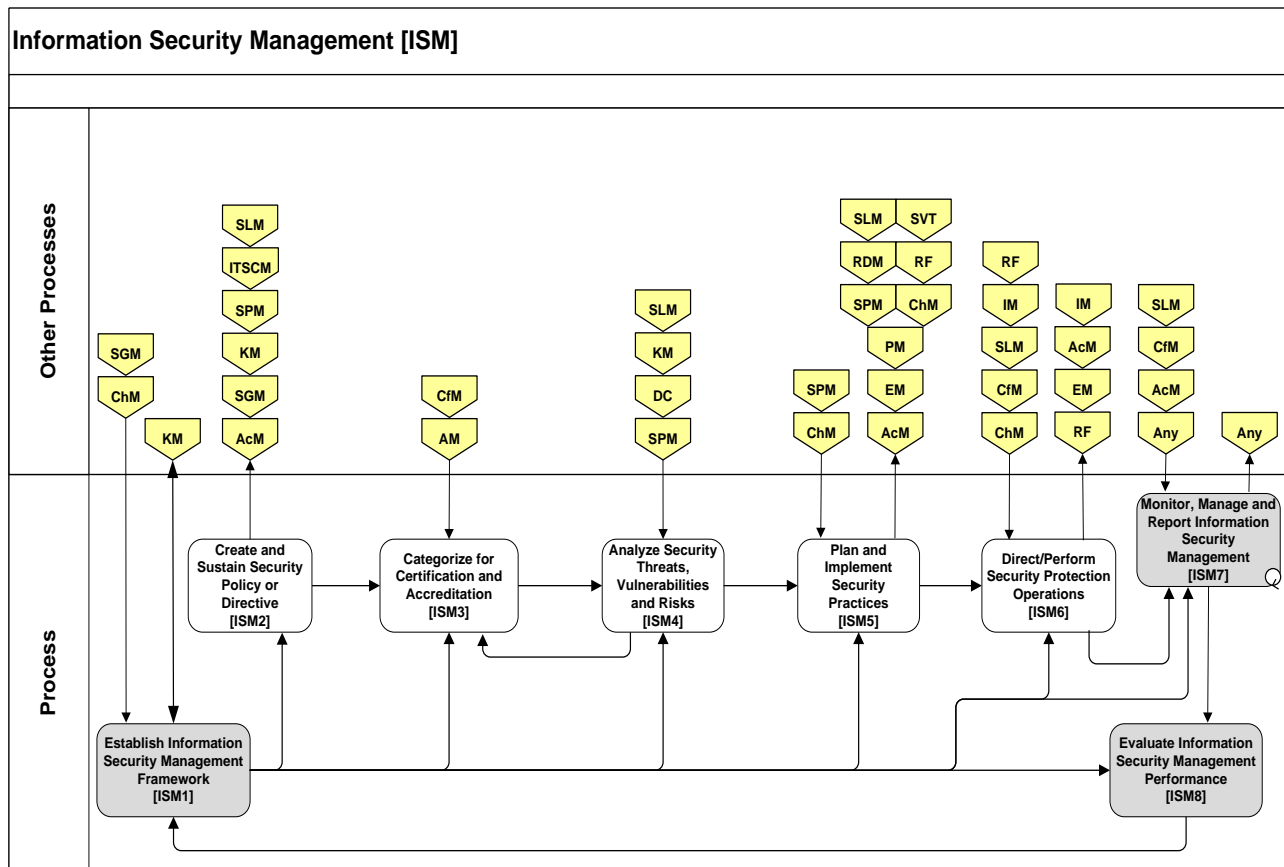 Information Security Management [ISM]
Other Processes
SGM
ChM
KM
SLM
ITSCM
SPM
KM
SGM
AcM
CfM
AM
SLM
KM
DC
SPM
SPM
ChM
SLM
SVT
RDM
RF
SPM
ChM
PM
EM
AcM
RF
IM
SLM
CfM
ChM
IM
AcM
EM
RF
SLM
CfM
AcM
Any
Any
Process
Create and
Sustain Security
Policy or
Directive
[ISM2]
Categorize for
Certification and
Accreditation
[ISM3]
Analyze Security
Threats,
Vulnerabilities
and Risks
[ISM4]
Plan and
Implement
Security
Practices
[ISM5]
Direct/Perform
Security Protection
Operations
[ISM6]
Monitor, Manage and
Report Information
Security
Management
[ISM7]
Q
Establish Information
Security Management
Framework
[ISM1]
Evaluate Information
Security Management
Performance
[ISM8]